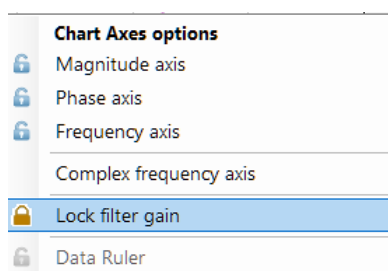 Chart Axes options
Magnitude axis
Phase axis
Frequency axis
Complex frequency axis
Lock filter gain
Data Ruler